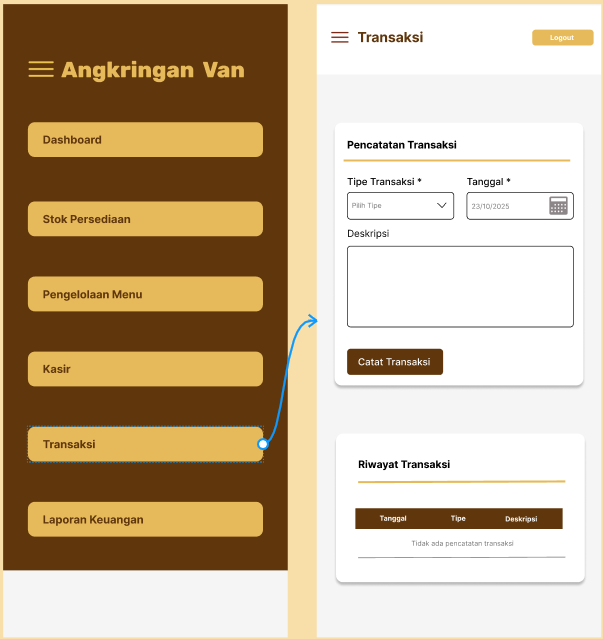 Angkringan Van
Dashboard
Stok Persediaan
Pengelolaan Menu
Kasir
Transaksi
Laporan Keuangan
Transaksi
Logout
Pencatatan Transaksi
Tipe Transaksi * Tanggal *
Pilih Tipe 23/10/2025
Deskripsi
Catat Transaksi
Riwayat Transaksi
Tanggal Tipe Deskripsi
Tidak ada pencatatan transaksi